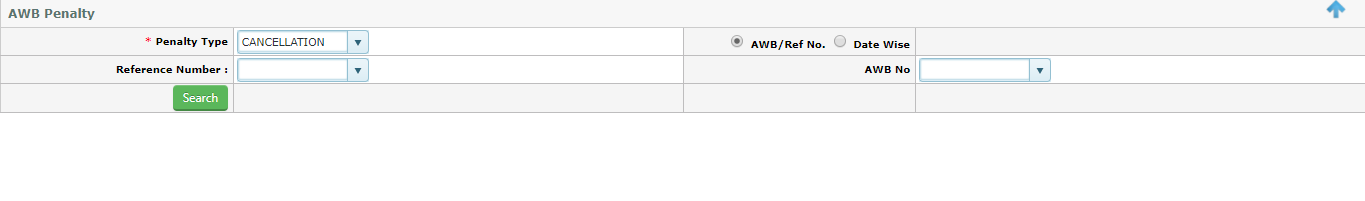 AWB Penalty
* Penalty Type CANCELLATION AWB/Ref No. Date Wise
Reference Number : AWB No
Search